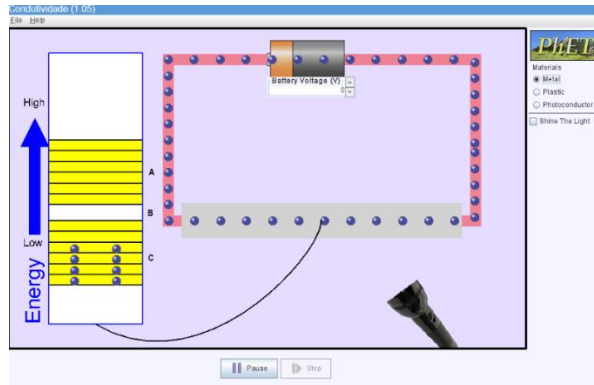 Condutividade (1.05)
File Help
PhET
Battery Voltage (V)
0
Materials
Metal
Plastic
Photoconductor
Shine The Light
High
A
B
Low
C
Energy
Pause
Step